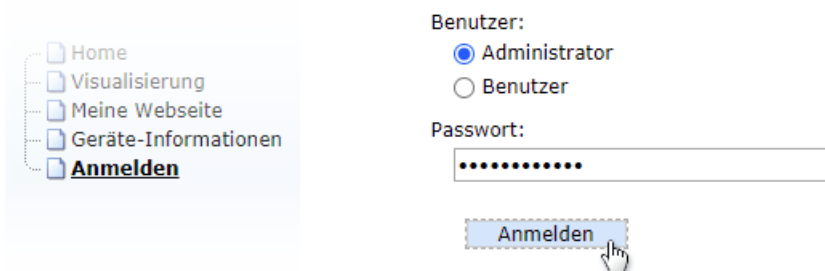 Home
Visualisierung
Meine Webseite
Geräte-Informationen
Anmelden
Benutzer:
Administrator
Benutzer
Passwort:
••••••••••••
Anmelden